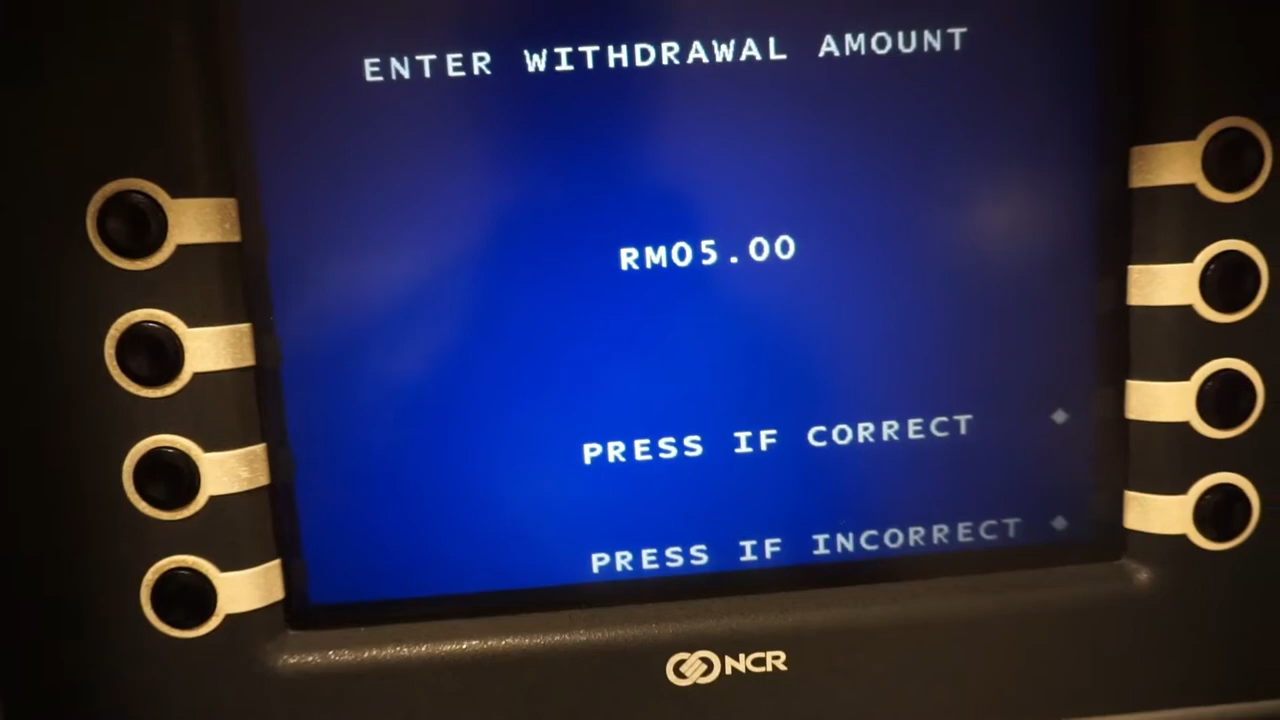 ENTER WITHDRAWAL AMOUNT
RM05.00
PRESS IF CORRECT
PRESS IF INCORRECT
NCR